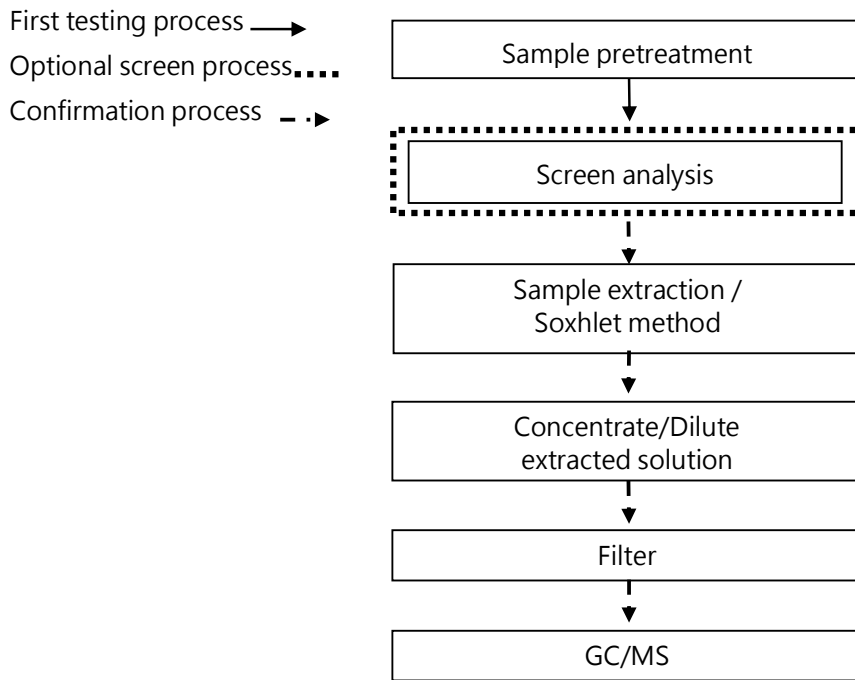 First testing process
Optional screen process
Confirmation process
Sample pretreatment
Screen analysis
Sample extraction /
Soxhlet method
Concentrate/Dilute
extracted solution
Filter
GC/MS